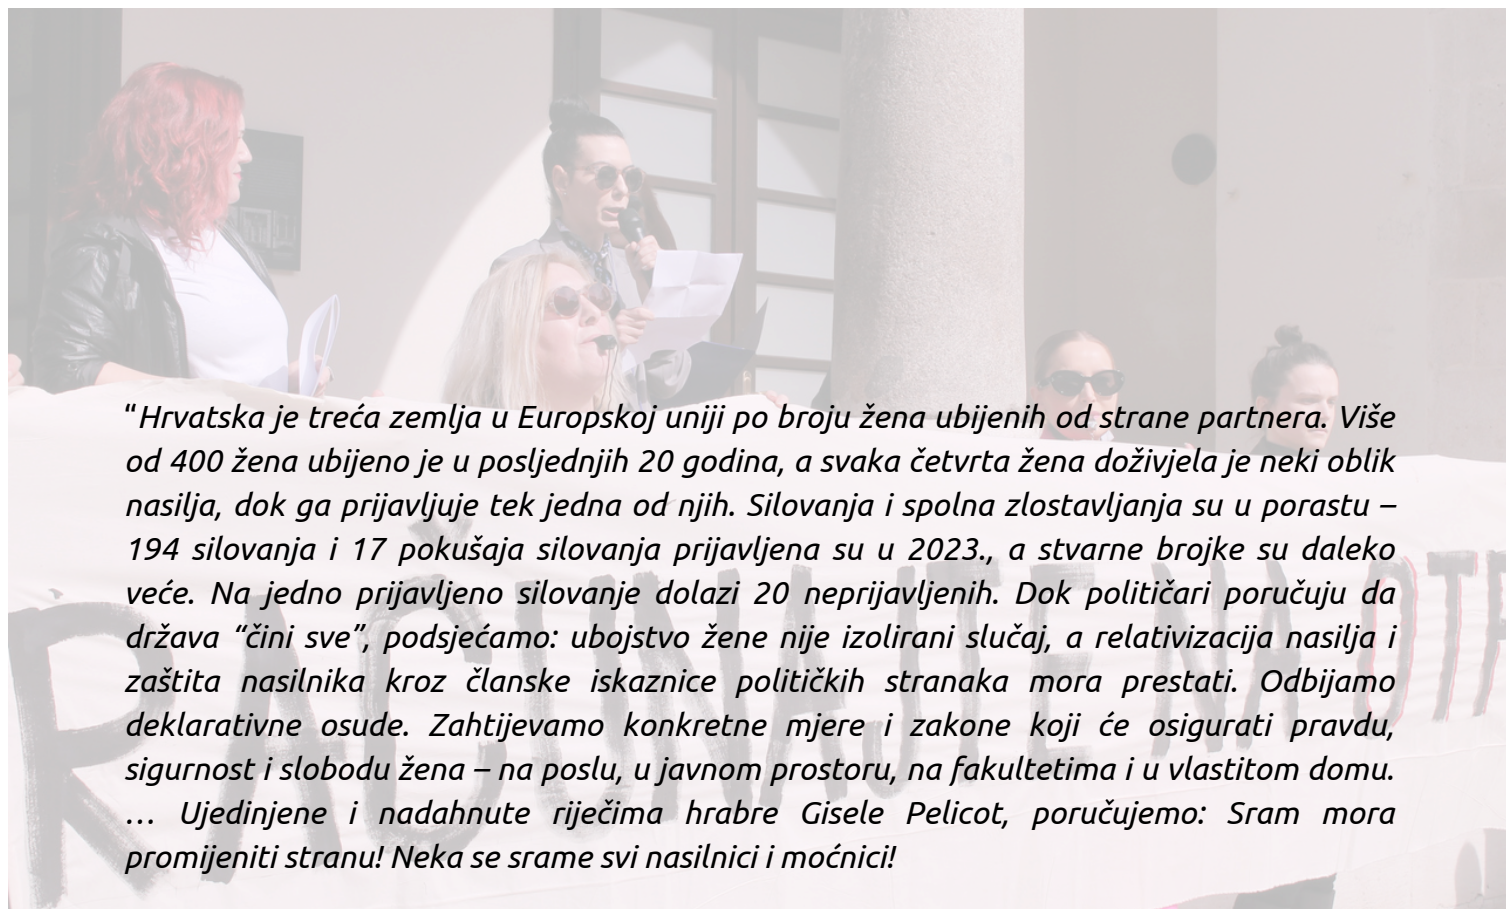 “Hrvatska je treća zemlja u Europskoj uniji po broju žena ubijenih od strane partnera. Više
od 400 žena ubijeno je u posljednjih 20 godina, a svaka četvrta žena doživjela je neki oblik
nasilja, dok ga prijavljuje tek jedna od njih. Silovanja i spolna zlostavljanja su u porastu –
194 silovanja i 17 pokušaja silovanja prijavljena su u 2023., a stvarne brojke su daleko
veće. Na jedno prijavljeno silovanje dolazi 20 neprijavljenih. Dok političari poručuju da
država “čini sve”, podsjećamo: ubojstvo žene nije izolirani slučaj, a relativizacija nasilja i
zaštita nasilnika kroz članske iskaznice političkih stranaka mora prestati. Odbijamo
deklarativne osude. Zahtijevamo konkretne mjere i zakone koji će osigurati pravdu,
sigurnost i slobodu žena – na poslu, u javnom prostoru, na fakultetima i u vlastitom domu.
… Ujedinjene i nadahnute riječima hrabre Gisele Pelicot, poručujemo: Sram mora
promijeniti stranu! Neka se srame svi nasilnici i moćnici!
RAČUNAJTE NA OTP